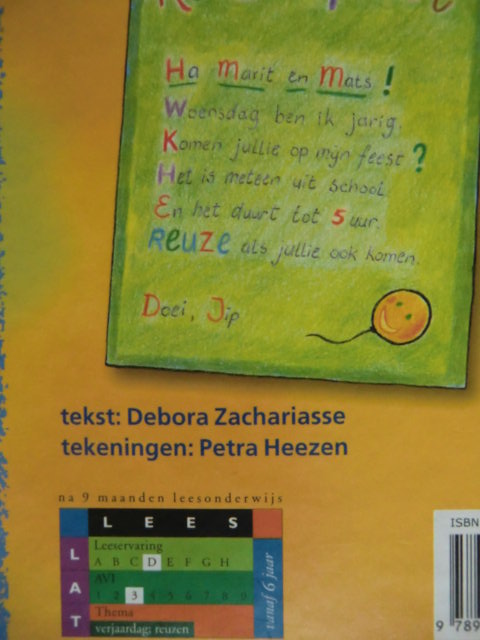 Ha Marit en Mats!
Woensdag ben ik jarig.
Komen jullie op mijn feest?
Het is meteen uit school
En het duurt tot 5 uur.
REUZE als jullie ook komen.
Doei, Jip
tekst: Debora Zachariasse
tekeningen: Petra Heezen
na 9 maanden leesonderwijs
LEES
LAT
Leeservaring
A B C D E F G H
AVI
1 2 3 4 5 6 7 8 9
Thema
verjaardag; reuzen
vanaf 6 jaar
ISBN
9 789